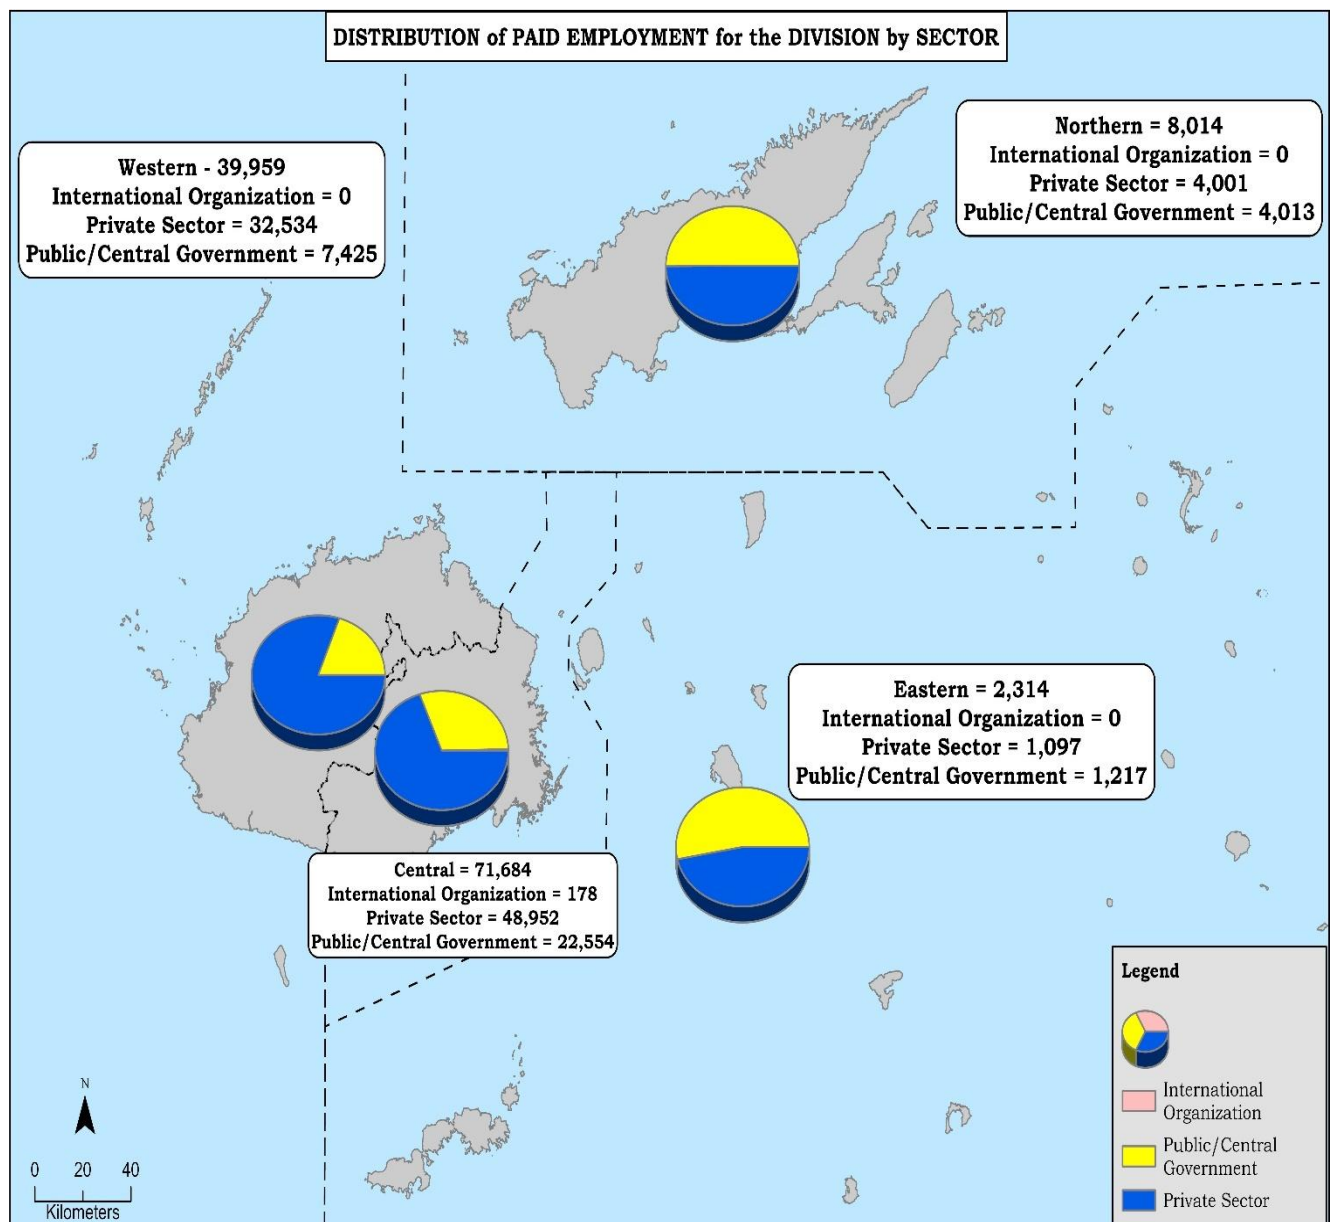 DISTRIBUTION of PAID EMPLOYMENT for the DIVISION by SECTOR
Western - 39,959
International Organization = 0
Private Sector = 32,534
Public/Central Government = 7,425
Northern = 8,014
International Organization = 0
Private Sector = 4,001
Public/Central Government = 4,013
Eastern = 2,314
International Organization = 0
Private Sector = 1,097
Public/Central Government = 1,217
Central = 71,684
International Organization = 178
Private Sector = 48,952
Public/Central Government = 22,554
Legend
International
Organization
Public/Central
Government
Private Sector
N
0 20 40
Kilometers